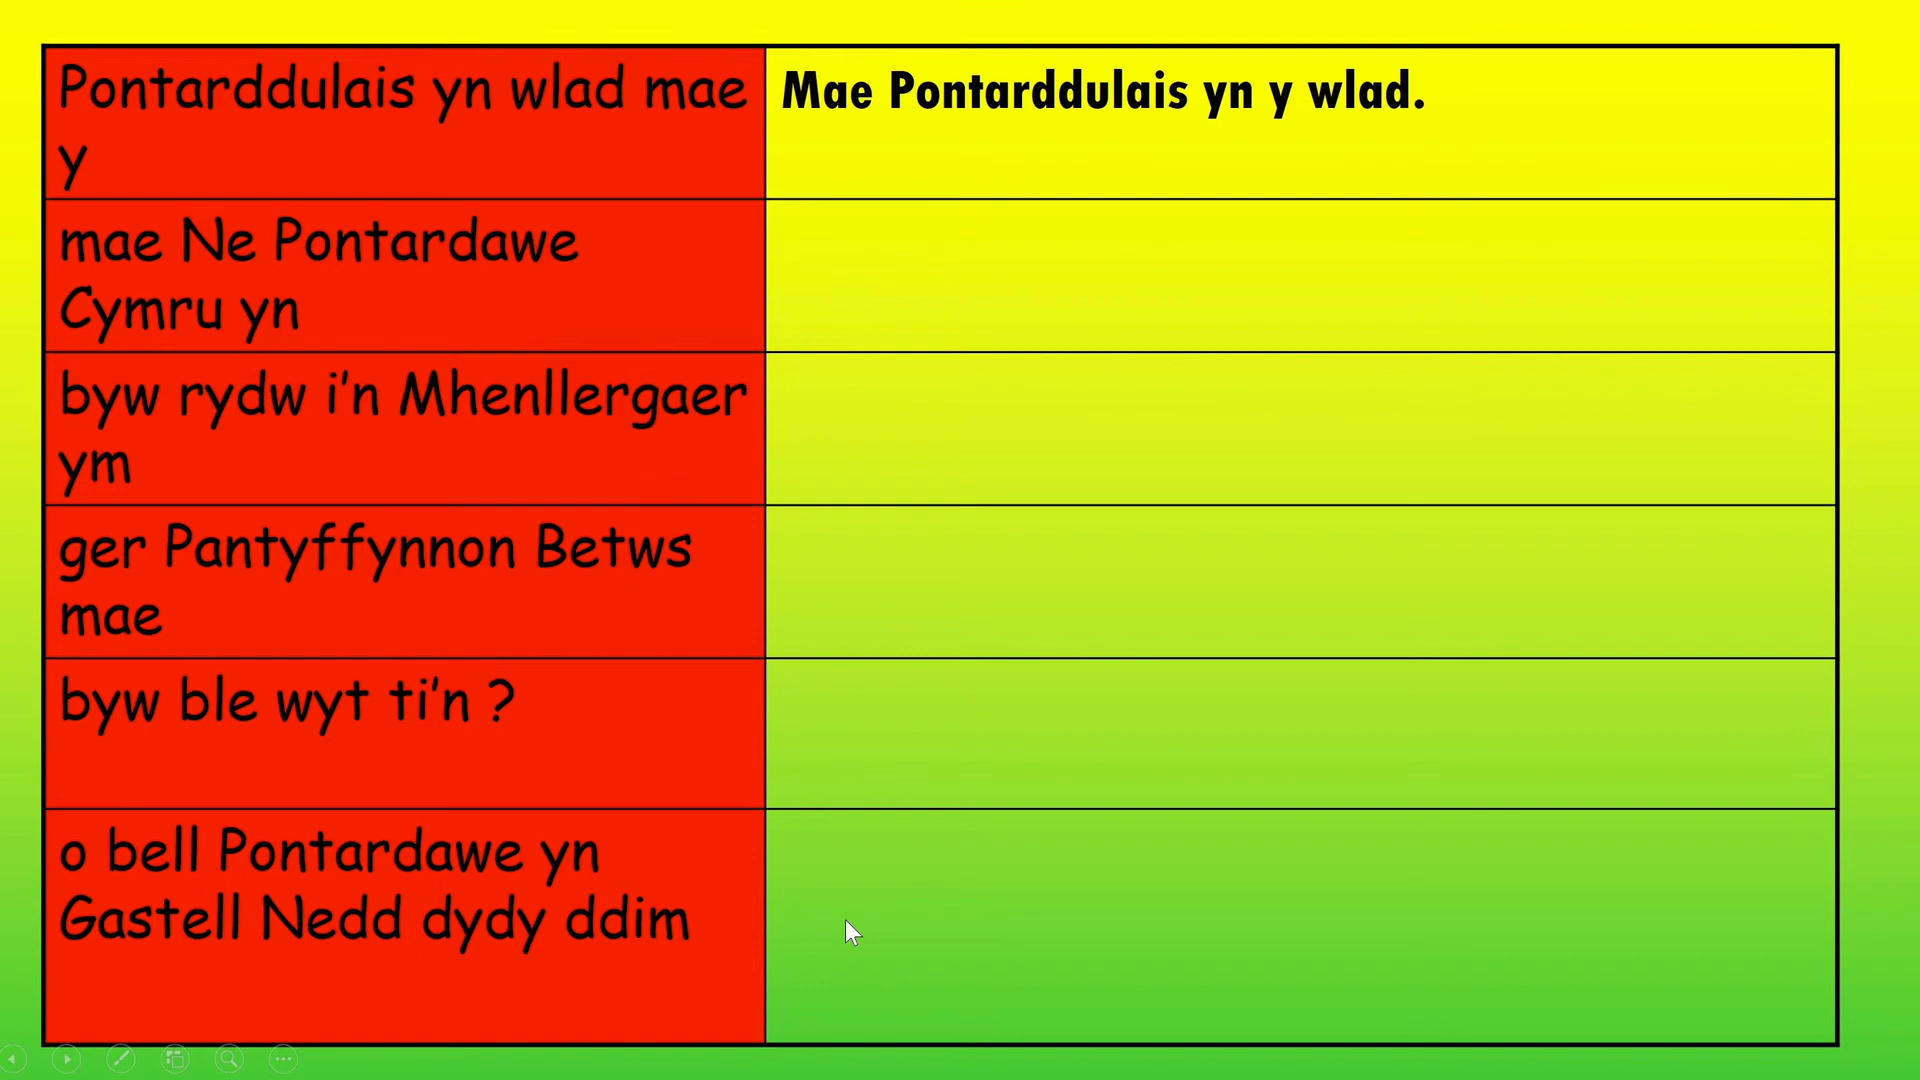 Pontarddulais yn wlad mae
y
Mae Pontarddulais yn y wlad.
mae Ne Pontardawe
Cymru yn
byw rydw i'n Mhenllergaer
ym
ger Pantyffynnon Betws
mae
byw ble wyt ti'n ?
o bell Pontardawe yn
Gastell Nedd dydy ddim